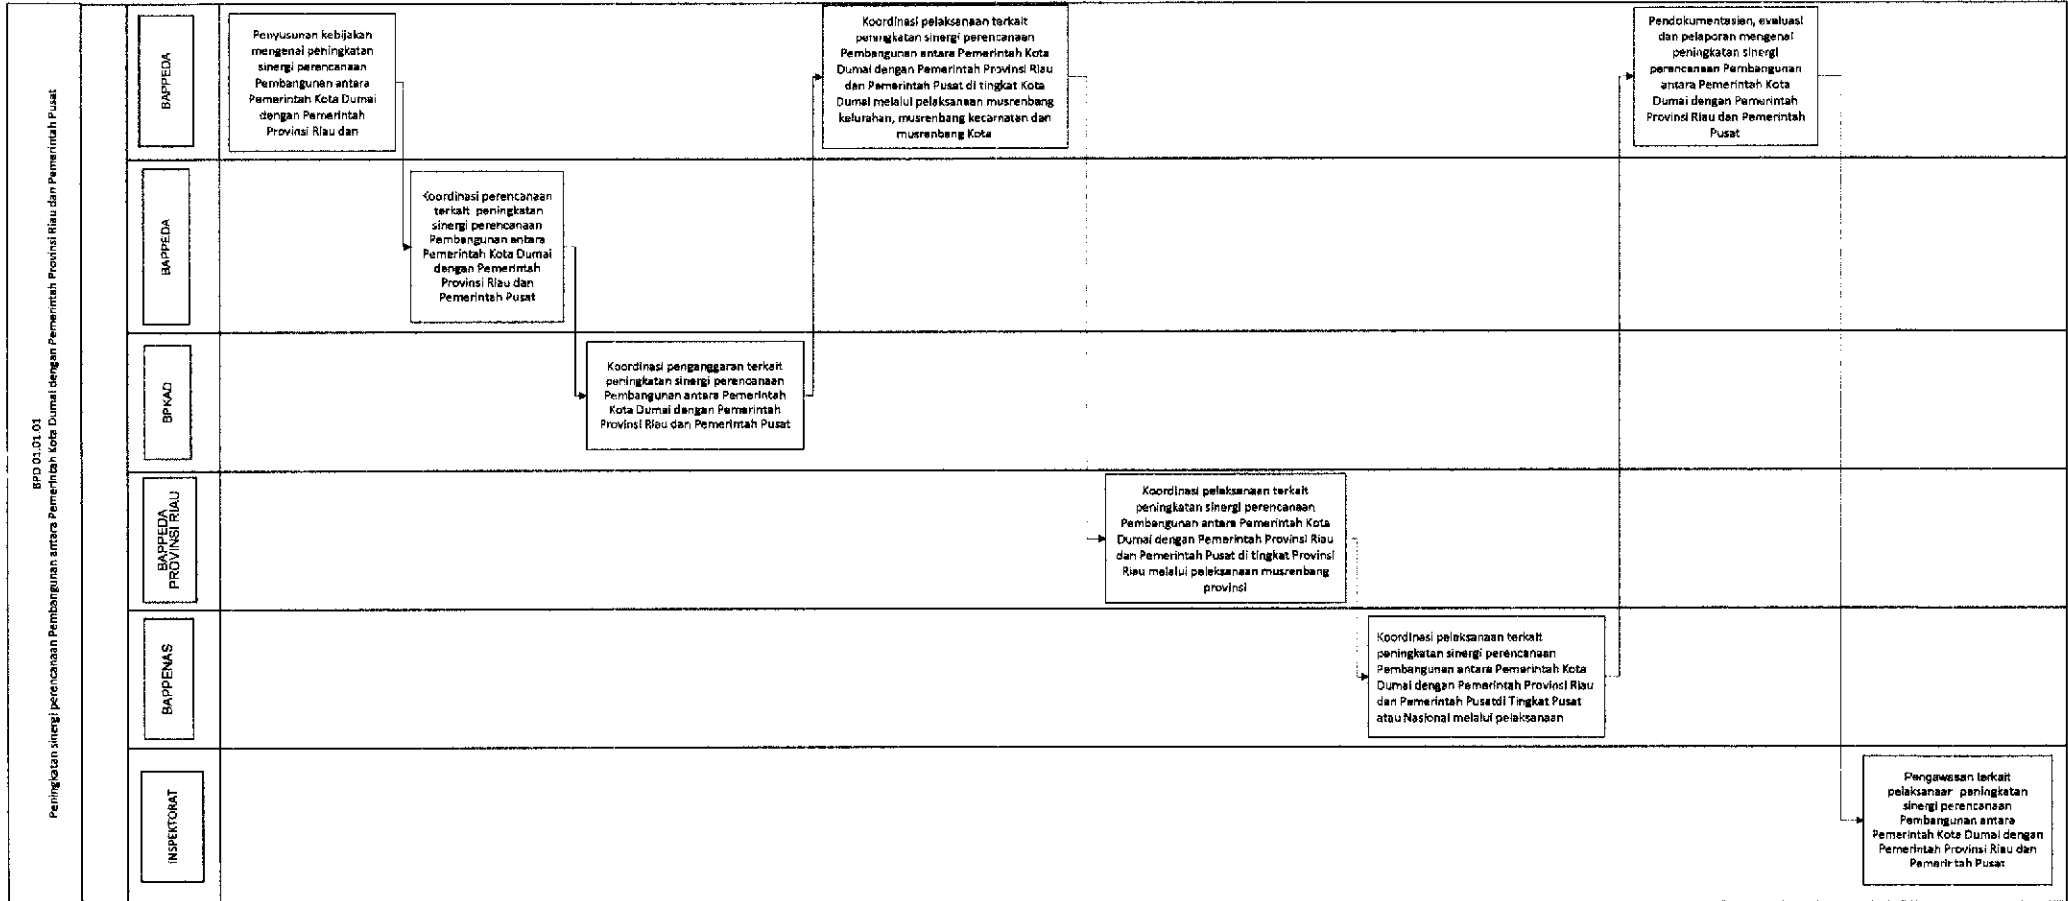 BPD 01.01.01
Peningkatan sinergi perencanaan Pembangunan antara Pemerintah Kota Dumai dengan Pemerintah Provinsi Riau dan Pemerintah Pusat
BAPPEDA
Penyusunan kebijakan
mengenai peningkatan
sinergi perencanaan
Pembangunan antara
Pemerintah Kota Dumai
dengan Pemerintah
Provinsi Riau dan
Koordinasi pelaksanaan terkait
peningkatan sinergi perencanaan
Pembangunan antara Pemerintah Kota
Dumai dengan Pemerintah Provinsi Riau
dan Pemerintah Pusat di tingkat Kota
Dumai melalui pelaksanaan musrenbang
kelurahan, musrenbang kecamatan dan
musrenbang Kota
Pendokumentasian, evaluasi
dan pelaporan mengenai
peningkatan sinergi
perencanaan Pembangunan
antara Pemerintah Kota
Dumai dengan Pemerintah
Provinsi Riau dan Pemerintah
Pusat
BAPPEDA
Koordinasi perencanaan
terkait peningkatan
sinergi perencanaan
Pembangunan antara
Pemerintah Kota Dumai
dengan Pemerintah
Provinsi Riau dan
Pemerintah Pusat
BPKAD
Koordinasi penganggaran terkait
peningkatan sinergi perencanaan
Pembangunan antara Pemerintah
Kota Dumai dengan Pemerintah
Provinsi Riau dan Pemerintah Pusat
BAPPEDA
PROVINSI RIAU
Koordinasi pelaksanaan terkait
peningkatan sinergi perencanaan
Pembangunan antara Pemerintah Kota
Dumai dengan Pemerintah Provinsi Riau
dan Pemerintah Pusat di tingkat Provinsi
Riau melalui pelaksanaan musrenbang
provinsi
BAPPENAS
Koordinasi pelaksanaan terkait
peningkatan sinergi perencanaan
Pembangunan antara Pemerintah Kota
Dumai dengan Pemerintah Provinsi Riau
dan Pemerintah Pusatdi Tingkat Pusat
atau Nasional melalui pelaksanaan
INSPEKTORAT
Pengawasan terkait
pelaksanaar peningkatan
sinergi perencanaan
Pembangunan antara
Pemerintah Kota Dumai dengan
Pemerintah Provinsi Riau dan
Pemerintah Pusat